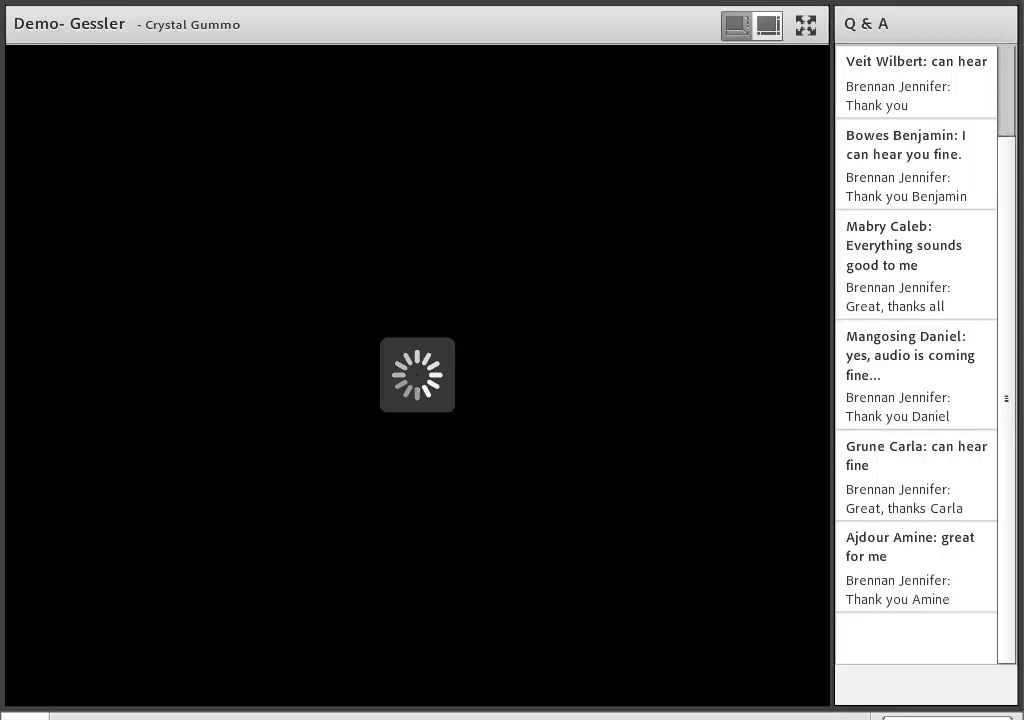 Demo- Gessler - Crystal Gummo
Q & A
Veit Wilbert: can hear
Brennan Jennifer:
Thank you
Bowes Benjamin: I
can hear you fine.
Brennan Jennifer:
Thank you Benjamin
Mabry Caleb:
Everything sounds
good to me
Brennan Jennifer:
Great, thanks all
Mangosing Daniel:
yes, audio is coming
fine...
Brennan Jennifer:
Thank you Daniel
Grune Carla: can hear
fine
Brennan Jennifer:
Great, thanks Carla
Ajdour Amine: great
for me
Brennan Jennifer:
Thank you Amine